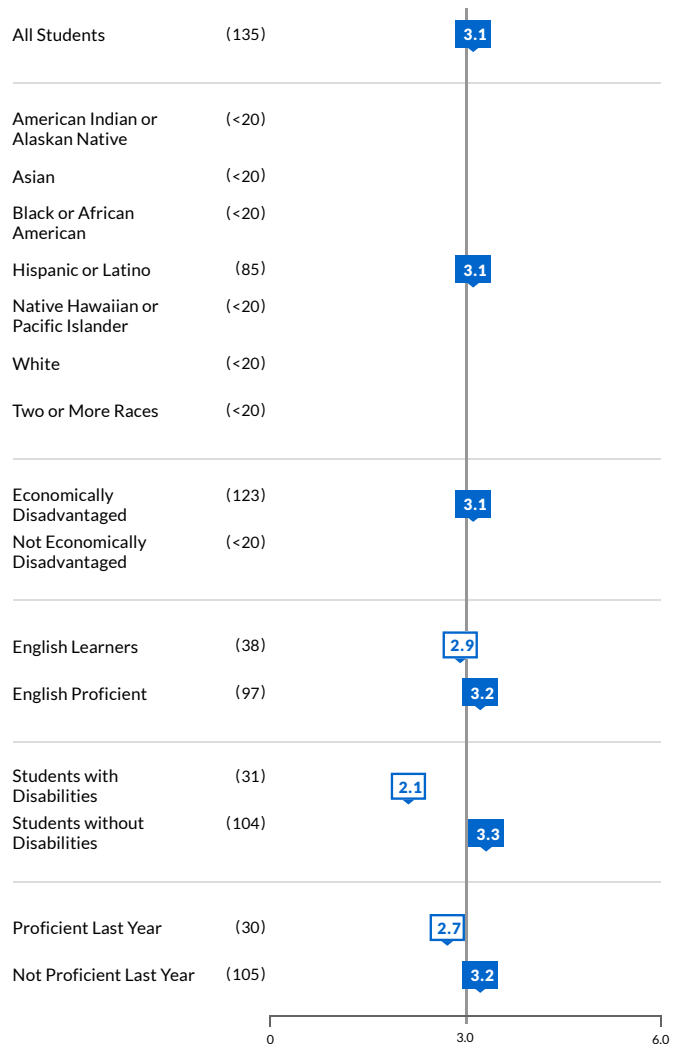 All Students (135) 3.1
American Indian or (<20)
Alaskan Native
Asian (<20)
Black or African (<20)
American
Hispanic or Latino (85) 3.1
Native Hawaiian or (<20)
Pacific Islander
White (<20)
Two or More Races (<20)
Economically (123) 3.1
Disadvantaged
Not Economically (<20)
Disadvantaged
English Learners (38) 2.9
English Proficient (97) 3.2
Students with (31) 2.1
Disabilities
Students without (104) 3.3
Disabilities
Proficient Last Year (30) 2.7
Not Proficient Last Year (105) 3.2
0 3.0 6.0